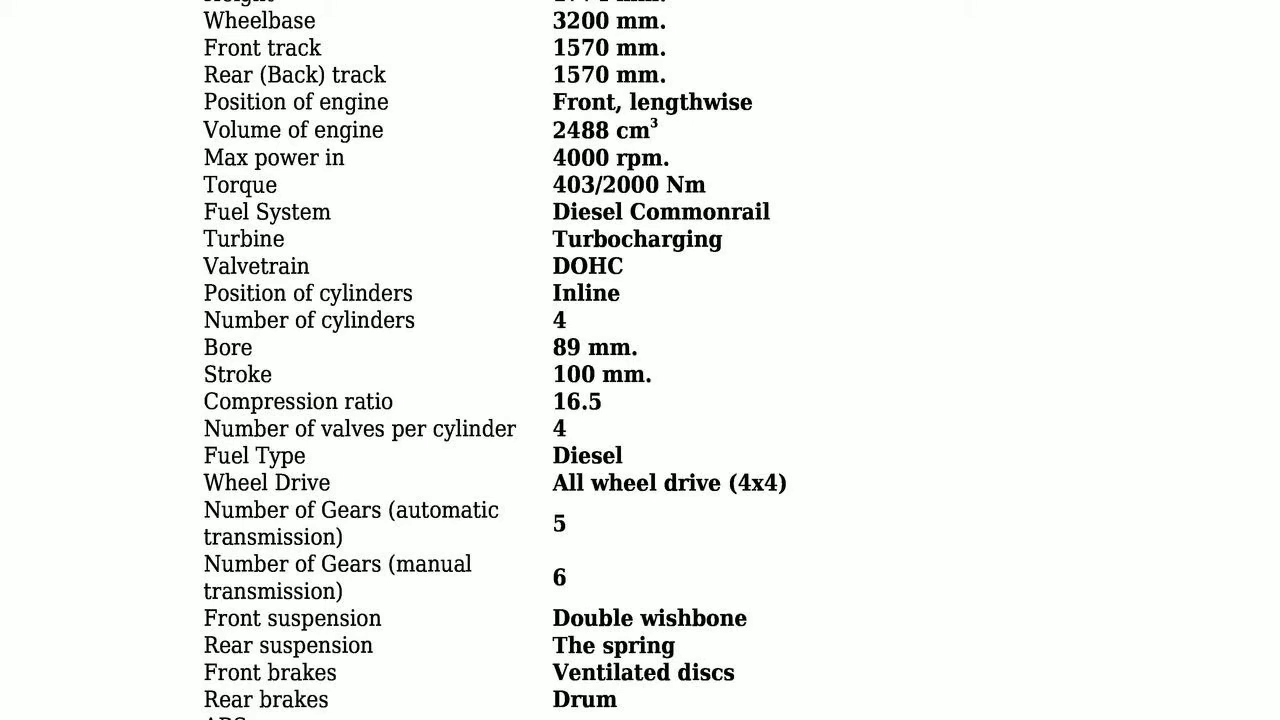 Wheelbase 3200 mm.
Front track 1570 mm.
Rear (Back) track 1570 mm.
Position of engine Front, lengthwise
Volume of engine 2488 cm³
Max power in 4000 rpm.
Torque 403/2000 Nm
Fuel System Diesel Commonrail
Turbine Turbocharging
Valvetrain DOHC
Position of cylinders Inline
Number of cylinders 4
Bore 89 mm.
Stroke 100 mm.
Compression ratio 16.5
Number of valves per cylinder 4
Fuel Type Diesel
Wheel Drive All wheel drive (4x4)
Number of Gears (automatic
transmission) 5
Number of Gears (manual
transmission) 6
Front suspension Double wishbone
Rear suspension The spring
Front brakes Ventilated discs
Rear brakes Drum